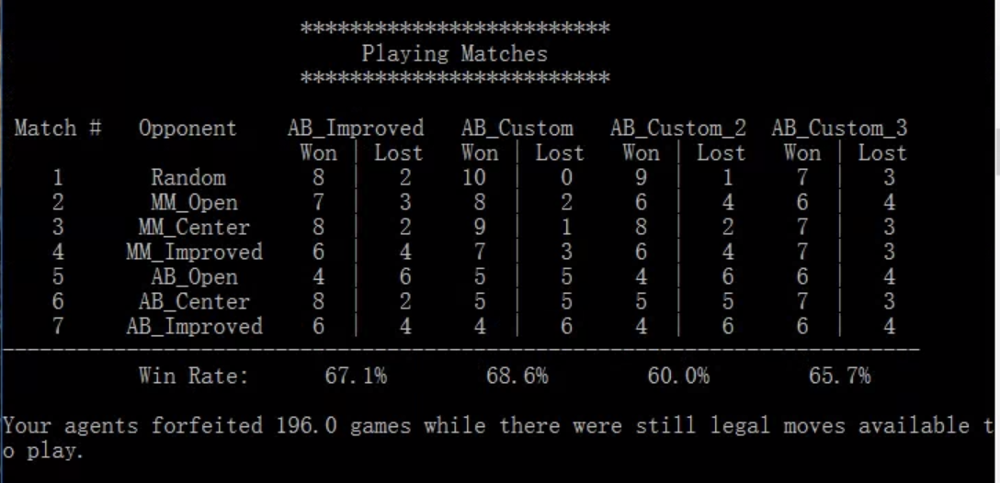 *************************
Playing Matches
*************************
Match # Opponent AB_Improved AB_Custom AB_Custom_2 AB_Custom_3
Won | Lost Won | Lost Won | Lost Won | Lost
1 Random 8 | 2 10 | 0 9 | 1 7 | 3
2 MM_Open 7 | 3 8 | 2 6 | 4 6 | 4
3 MM_Center 8 | 2 9 | 1 8 | 2 7 | 3
4 MM_Improved 6 | 4 7 | 3 6 | 4 7 | 3
5 AB_Open 4 | 6 5 | 5 4 | 6 6 | 4
6 AB_Center 8 | 2 5 | 5 5 | 5 7 | 3
7 AB_Improved 6 | 4 4 | 6 4 | 6 6 | 4
--------------------------------------------------------------------------
Win Rate: 67.1% 68.6% 60.0% 65.7%
Your agents forfeited 196.0 games while there were still legal moves available t
o play.